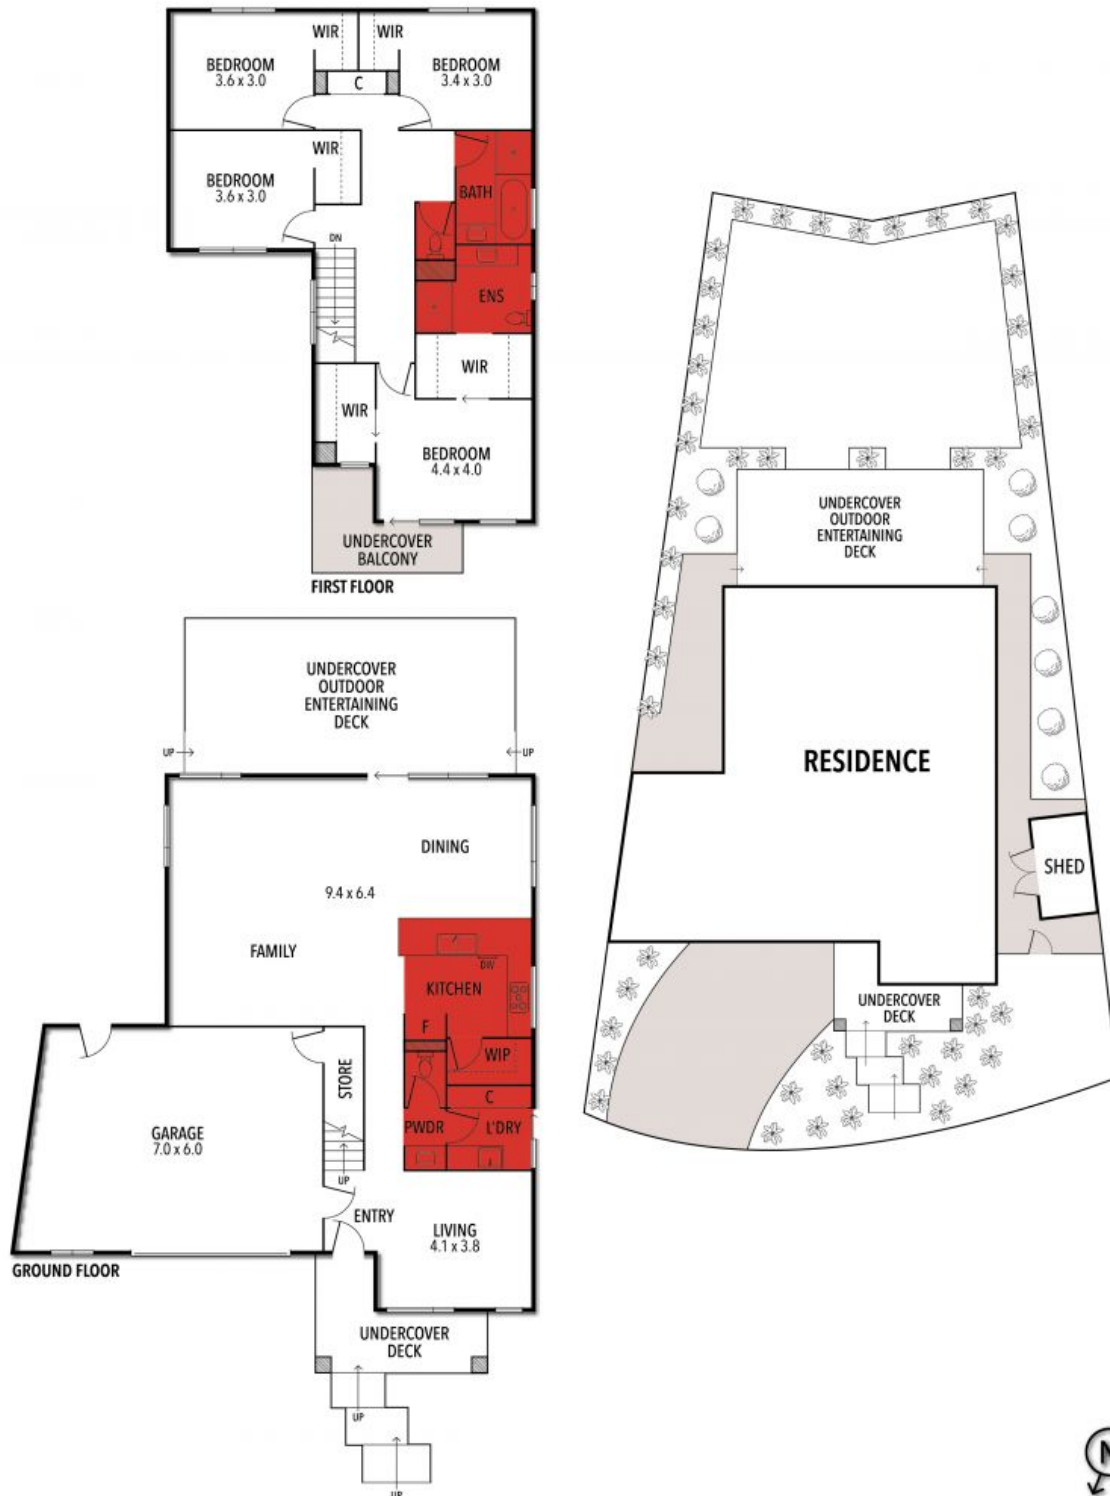 WIR
WIR
BEDROOM
3.6 x 3.0
BEDROOM
3.4 x 3.0
C
WIR
BEDROOM
3.6 x 3.0
BATH
DN
ENS
WIR
WIR
BEDROOM
4.4 x 4.0
UNDERCOVER
BALCONY
FIRST FLOOR
UNDERCOVER
OUTDOOR
ENTERTAINING
DECK
UP
UP
DINING
9.4 x 6.4
FAMILY
DW
KITCHEN
F
WIP
STORE
C
PWDR
L'DRY
GARAGE
7.0 x 6.0
UP
ENTRY
LIVING
4.1 x 3.8
GROUND FLOOR
UNDERCOVER
DECK
UP
UP
UNDERCOVER
OUTDOOR
ENTERTAINING
DECK
RESIDENCE
SHED
UNDERCOVER
DECK
N